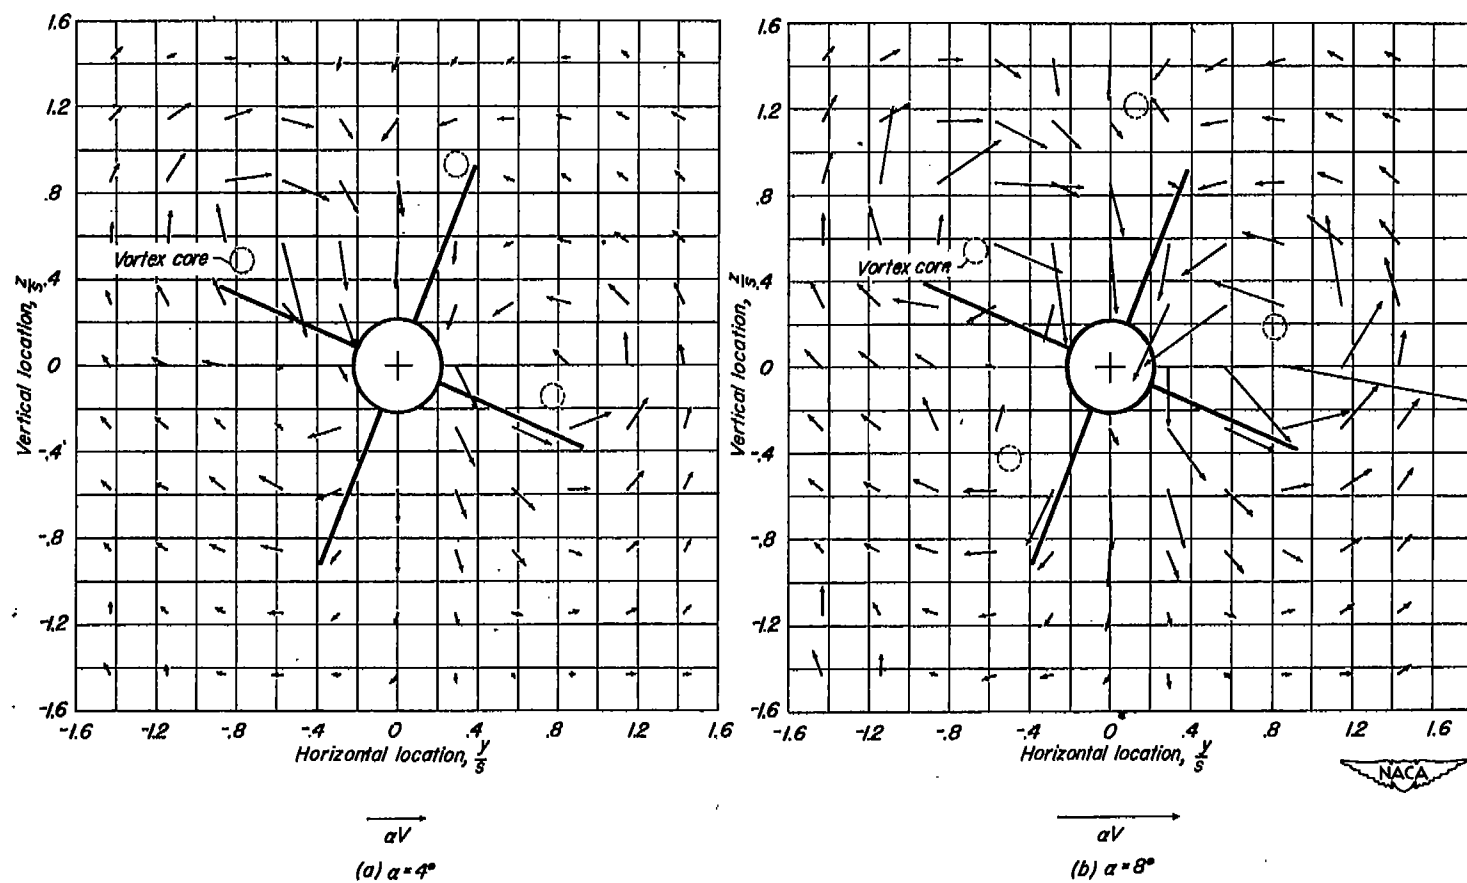 1.6
1.2
.8
.4
0
-.4
-.8
-1.2
-1.6
Vertical location, z/s
Vortex core
-1.6 -1.2 -.8 -.4 0 .4 .8 1.2 1.6
Horizontal location, y/s
αV
(a) α = 4°
1.6
1.2
.8
.4
0
-.4
-.8
-1.2
-1.6
Vertical location, z/s
Vortex core
-1.6 -1.2 -.8 -.4 0 .4 .8 1.2 1.6
Horizontal location, y/s
NACA
αV
(b) α = 8°